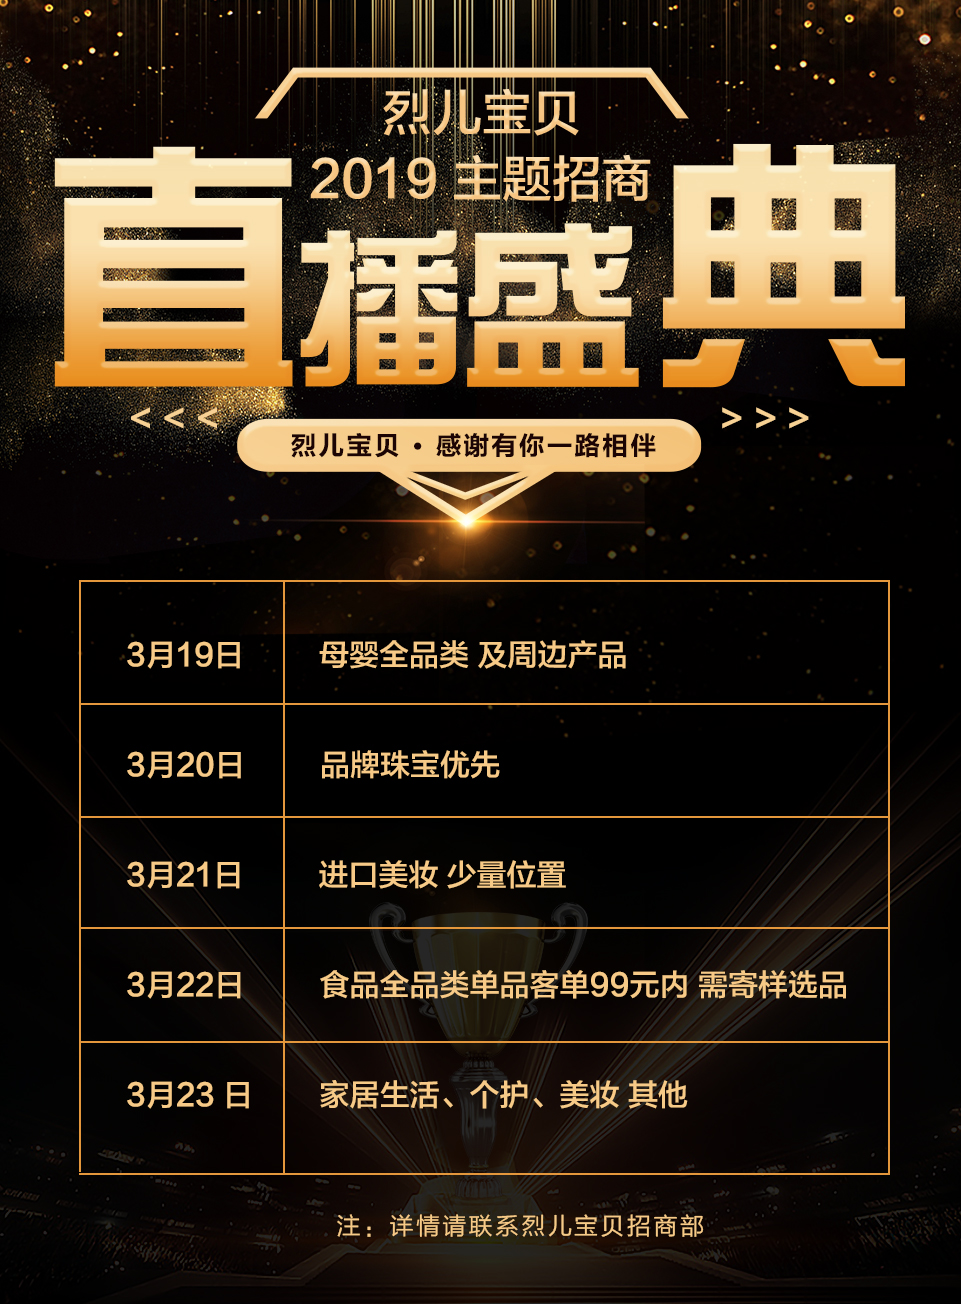 烈儿宝贝
2019 主题招商
直播盛典
<<< >>>
烈儿宝贝 • 感谢有你一路相伴
3月19日 母婴全品类 及周边产品
3月20日 品牌珠宝优先
3月21日 进口美妆 少量位置
3月22日 食品全品类单品客单99元内 需寄样选品
3月23 日 家居生活、个护、美妆 其他
注：详情请联系烈儿宝贝招商部